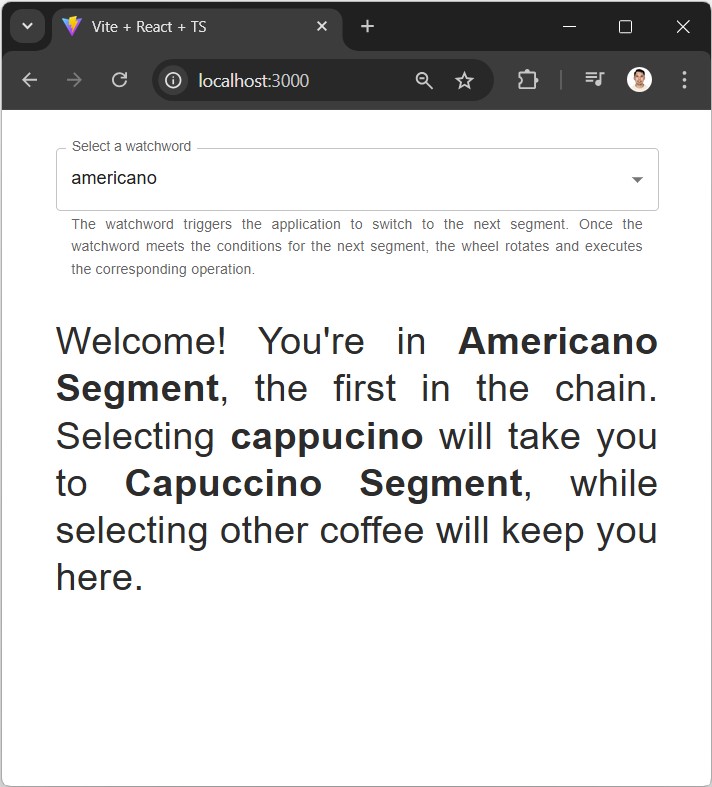 Vite + React + TS
localhost:3000
Select a watchword
americano
The watchword triggers the application to switch to the next segment. Once the
watchword meets the conditions for the next segment, the wheel rotates and executes
the corresponding operation.
Welcome! You're in Americano
Segment, the first in the chain.
Selecting cappucino will take you
to Capuccino Segment, while
selecting other coffee will keep you
here.